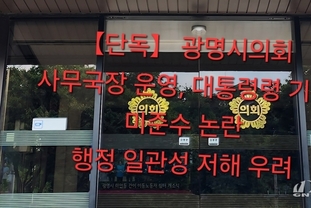 【단독】 광명시의회
사무국장 운영, 대통령령 기
미준수 논란
행정 일관성 저해 우려
의회
의회
GN